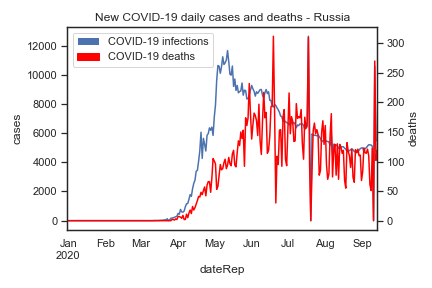 New COVID-19 daily cases and deaths - Russia
COVID-19 infections
COVID-19 deaths
12000
10000
8000
6000
4000
2000
0
cases
300
250
200
150
100
50
0
deaths
Jan Feb Mar Apr May Jun Jul Aug Sep
2020
dateRep